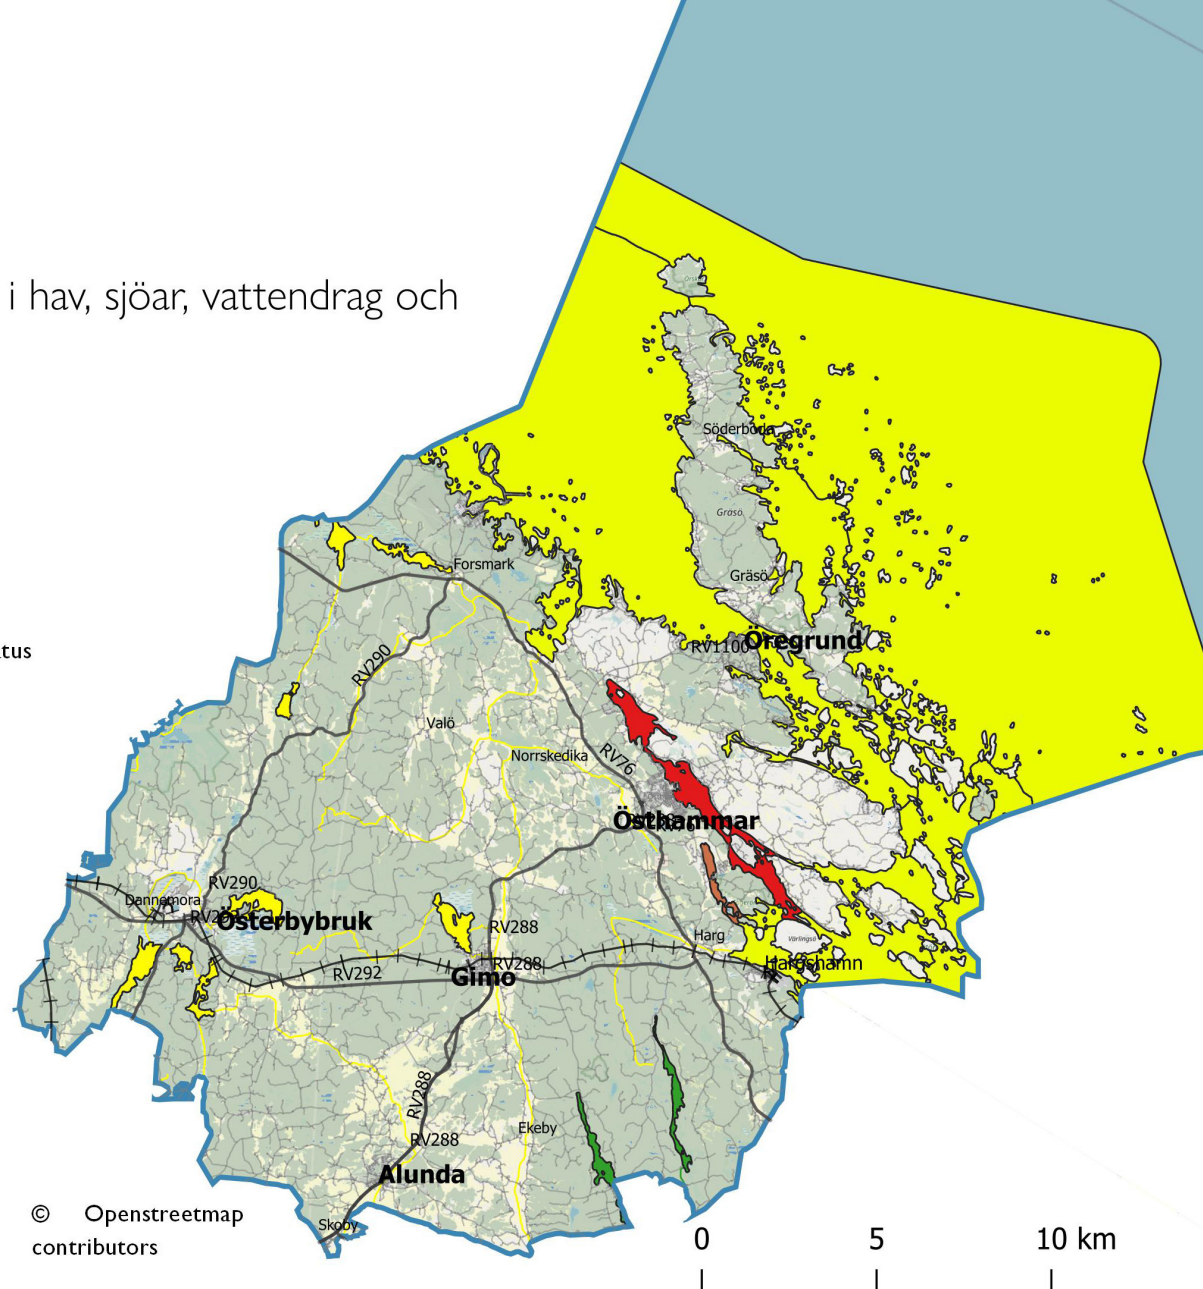 i hav, sjöar, vattendrag och
Söderboda
Gräsö
Forsmark
Gräsö
tus
Öregrund
RV1100
RV290
Valö
Norrskedika
RV76
Östhammar
RV290
Dannemora
Österbybruk
RV288
Harg
Värlingsö
RV288
Hargshamn
RV292
Gimo
RV288
Ekeby
RV288
Alunda
© Openstreetmap
contributors
Skoby
0 5 10 km